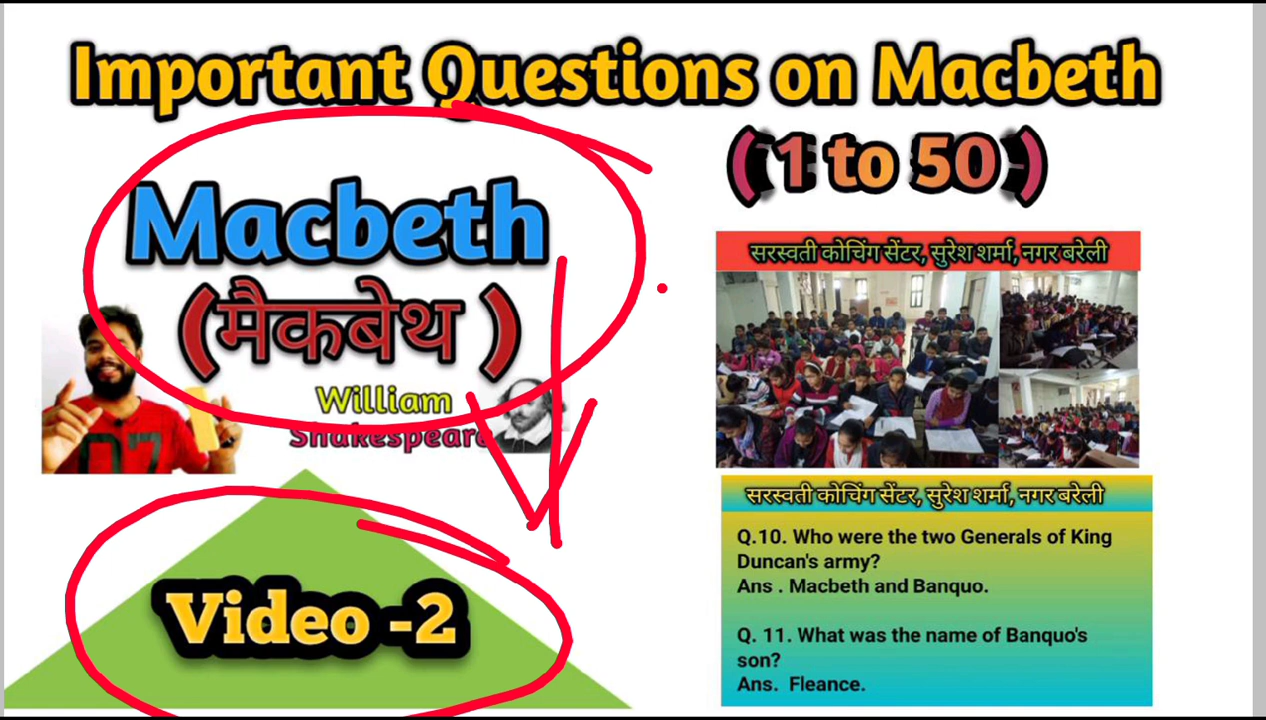 Important Questions on Macbeth
( 1 to 50 )
Macbeth
(मैकबेथ )
William
Shakespeare
07
Video -2
सरस्वती कोचिंग सेंटर, सुरेश शर्मा, नगर बरेली
सरस्वती कोचिंग सेंटर, सुरेश शर्मा, नगर बरेली
Q.10. Who were the two Generals of King
Duncan's army?
Ans . Macbeth and Banquo.
Q. 11. What was the name of Banquo's
son?
Ans.  Fleance.